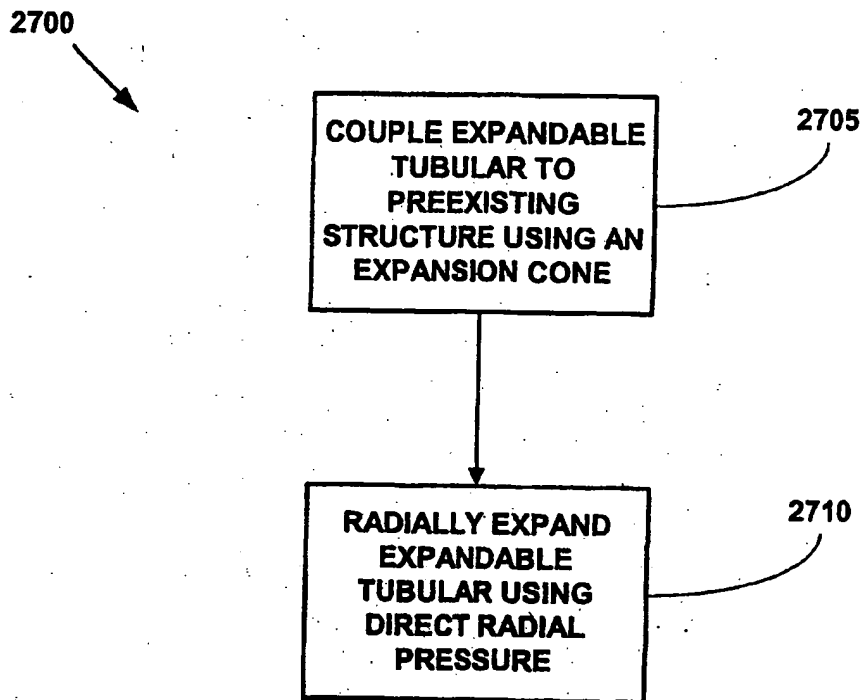 2700
COUPLE EXPANDABLE
TUBULAR TO
PREEXISTING
STRUCTURE USING AN
EXPANSION CONE
2705
RADIALLY EXPAND
EXPANDABLE
TUBULAR USING
DIRECT RADIAL
PRESSURE
2710